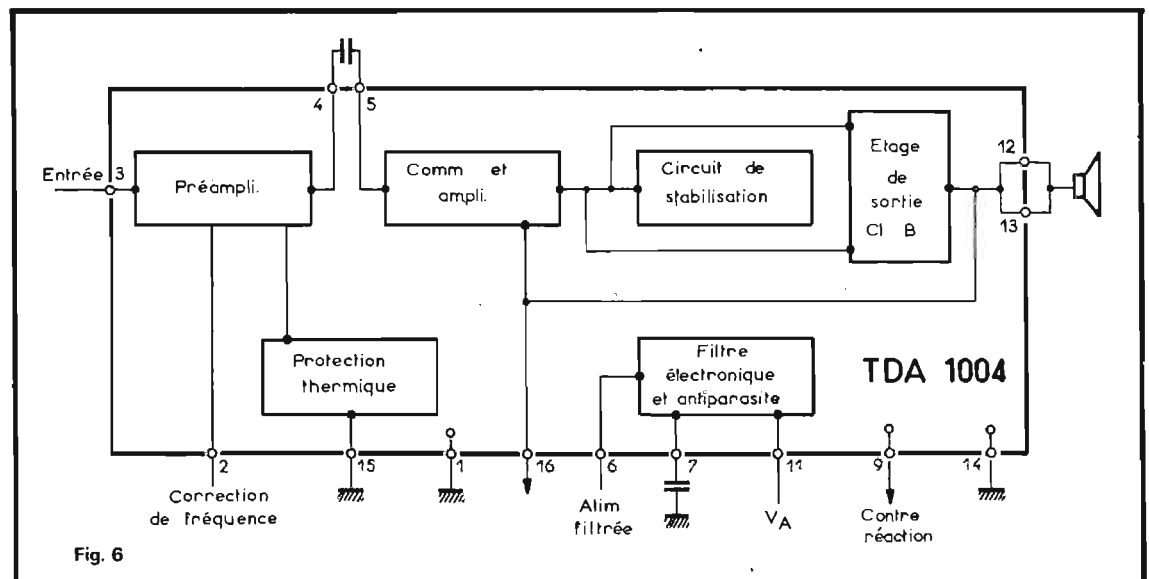 4
5
12
Entrée
3
Préampli.
Comm et
ampli.
Circuit de
stabilisation
Etage
de
sortie
Cl B
13
Protection
thermique
Filtre
électronique
et antiparasite
TDA 1004
2
15
1
16
6
7
11
9
14
Correction
de fréquence
Alim
filtrée
VA
Contre
réaction
Fig. 6